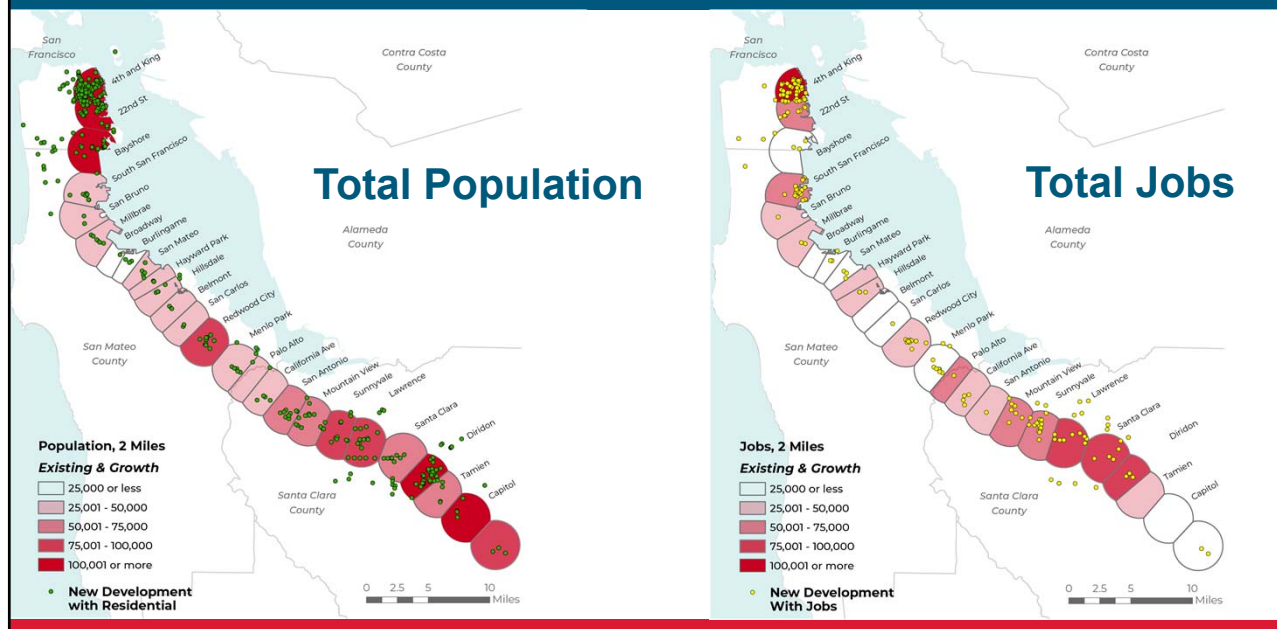 San
Francisco
Contra Costa
County
4th and King
22nd St
Bayshore
South San Francisco
San Bruno
Millbrae
Broadway
Burlingame
San Mateo
Hayward Park
Hillsdale
Belmont
San Carlos
Redwood City
Menlo Park
Palo Alto
California Ave
San Antonio
Mountain View
Sunnyvale
Lawrence
Santa Clara
Diridon
Tamien
Capitol
Total Population
Alameda
County
San Mateo
County
Santa Clara
County
Population, 2 Miles
Existing & Growth
25,000 or less
25,001 - 50,000
50,001 - 75,000
75,001 - 100,000
100,001 or more
New Development
with Residential
0 2.5 5 10
Miles
San
Francisco
Contra Costa
County
4th and King
22nd St
Bayshore
South San Francisco
San Bruno
Millbrae
Broadway
Burlingame
San Mateo
Hayward Park
Hillsdale
Belmont
San Carlos
Redwood City
Menlo Park
Palo Alto
California Ave
San Antonio
Mountain View
Sunnyvale
Lawrence
Santa Clara
Diridon
Tamien
Capitol
Total Jobs
Alameda
County
San Mateo
County
Santa Clara
County
Jobs, 2 Miles
Existing & Growth
25,000 or less
25,001 - 50,000
50,001 - 75,000
75,001 - 100,000
100,001 or more
New Development
With Jobs
0 2.5 5 10
Miles